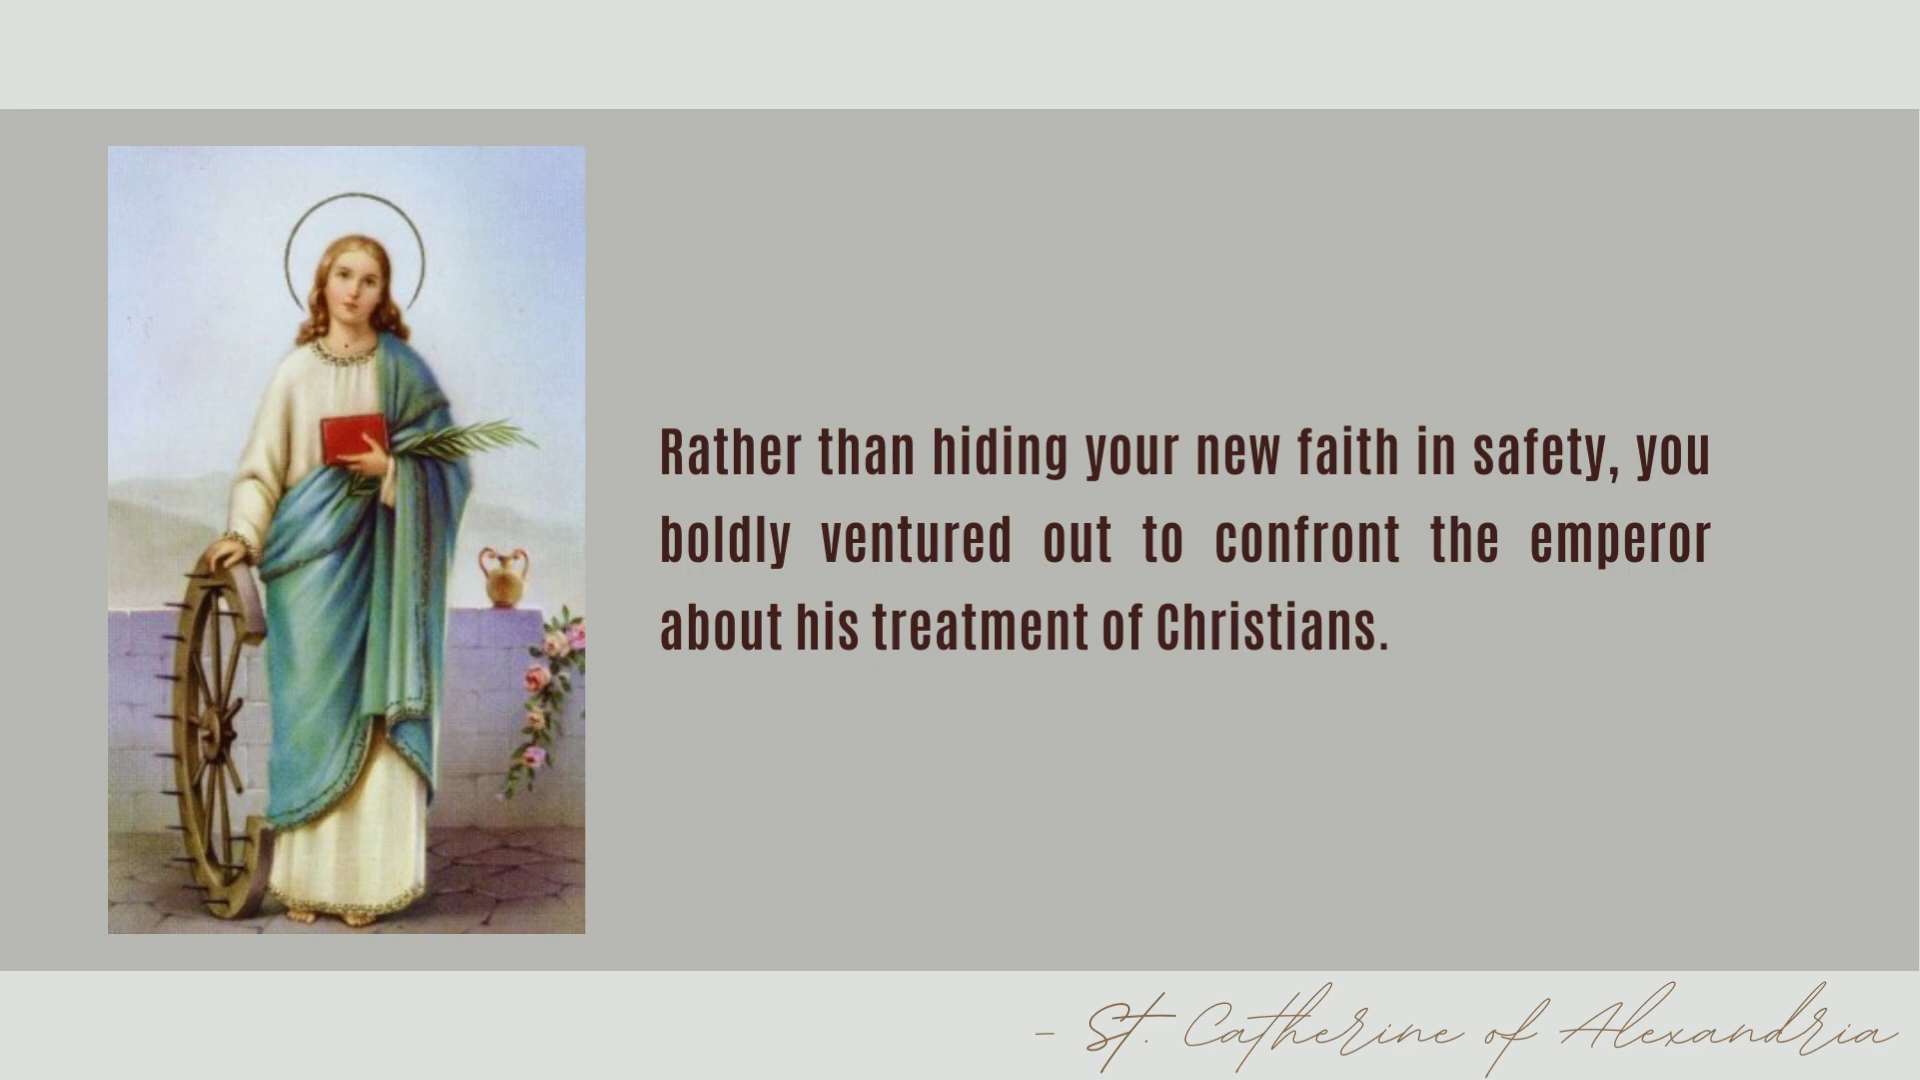 Rather than hiding your new faith in safety, you
boldly ventured out to confront the emperor
about his treatment of Christians.
- St. Catherine of Alexandria